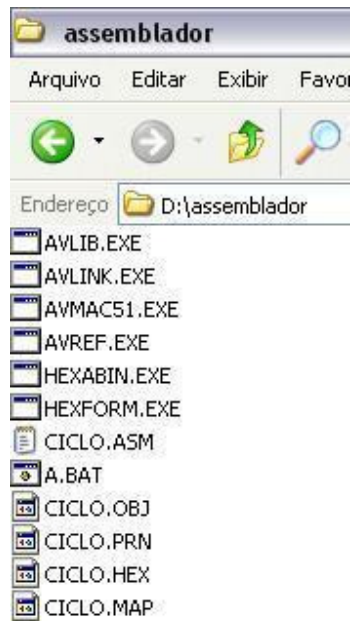 assemblador
Arquivo Editar Exibir Favor
Endereço D:\assemblador
AVLIB.EXE
AVLINK.EXE
AVMAC51.EXE
AVREF.EXE
HEXABIN.EXE
HEXFORM.EXE
CICLO.ASM
A.BAT
CICLO.OBJ
CICLO.PRN
CICLO.HEX
CICLO.MAP